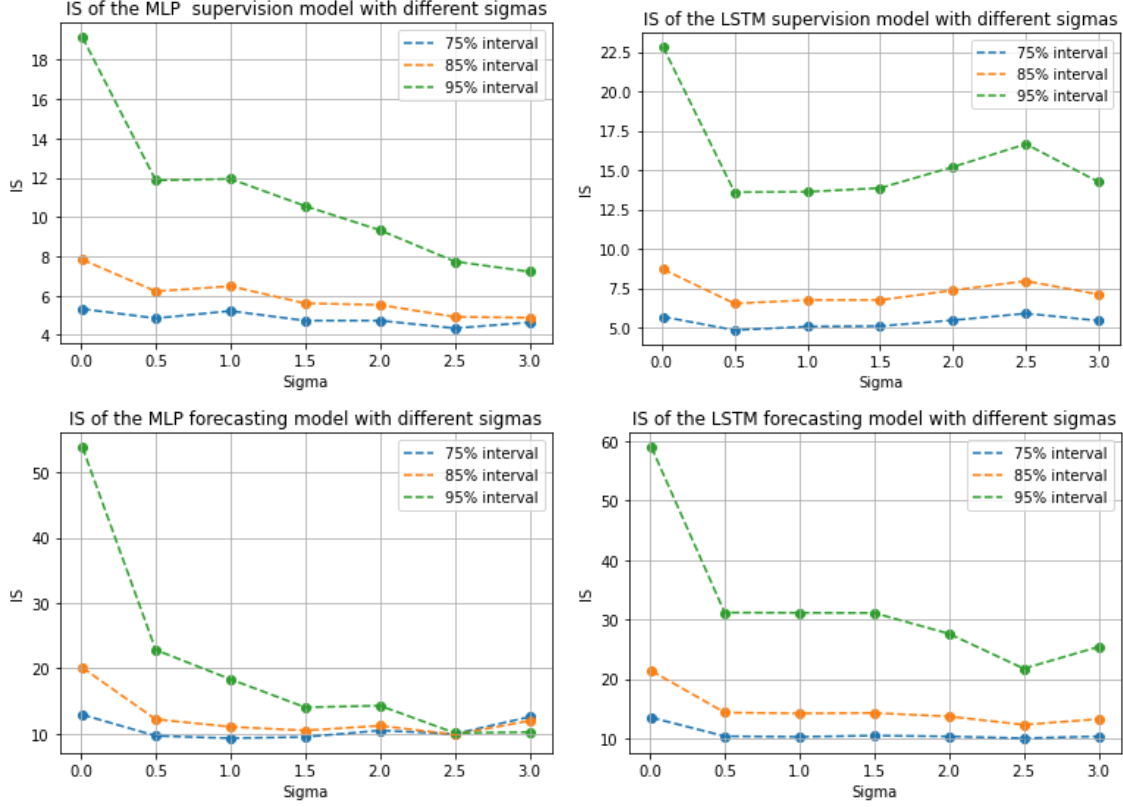 IS of the MLP  supervision model with different sigmas
IS
18
16
14
12
10
8
6
4
75% interval
85% interval
95% interval
0.0 0.5 1.0 1.5 2.0 2.5 3.0
Sigma
IS of the LSTM supervision model with different sigmas
IS
22.5
20.0
17.5
15.0
12.5
10.0
7.5
5.0
75% interval
85% interval
95% interval
0.0 0.5 1.0 1.5 2.0 2.5 3.0
Sigma
IS of the MLP forecasting model with different sigmas
IS
50
40
30
20
10
75% interval
85% interval
95% interval
0.0 0.5 1.0 1.5 2.0 2.5 3.0
Sigma
IS of the LSTM forecasting model with different sigmas
IS
60
50
40
30
20
10
75% interval
85% interval
95% interval
0.0 0.5 1.0 1.5 2.0 2.5 3.0
Sigma